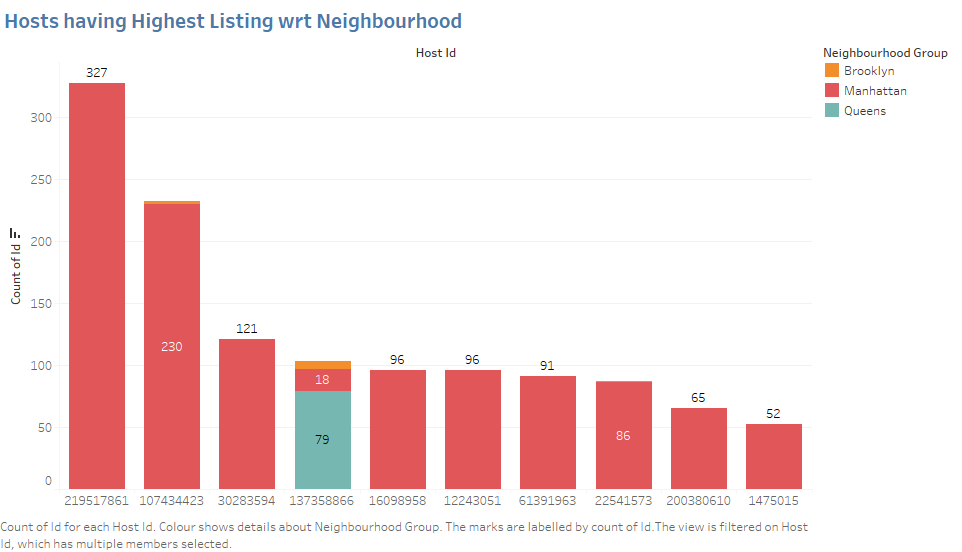 Hosts having Highest Listing wrt Neighbourhood
Host Id
Neighbourhood Group
Brooklyn
Manhattan
Queens
Count of Id
300
250
200
150
100
50
0
327
230
121
18
79
96
96
91
86
65
52
219517861 107434423 30283594 137358866 16098958 12243051 61391963 22541573 200380610 1475015
Count of Id for each Host Id. Colour shows details about Neighbourhood Group. The marks are labelled by count of Id.The view is filtered on Host
Id, which has multiple members selected.